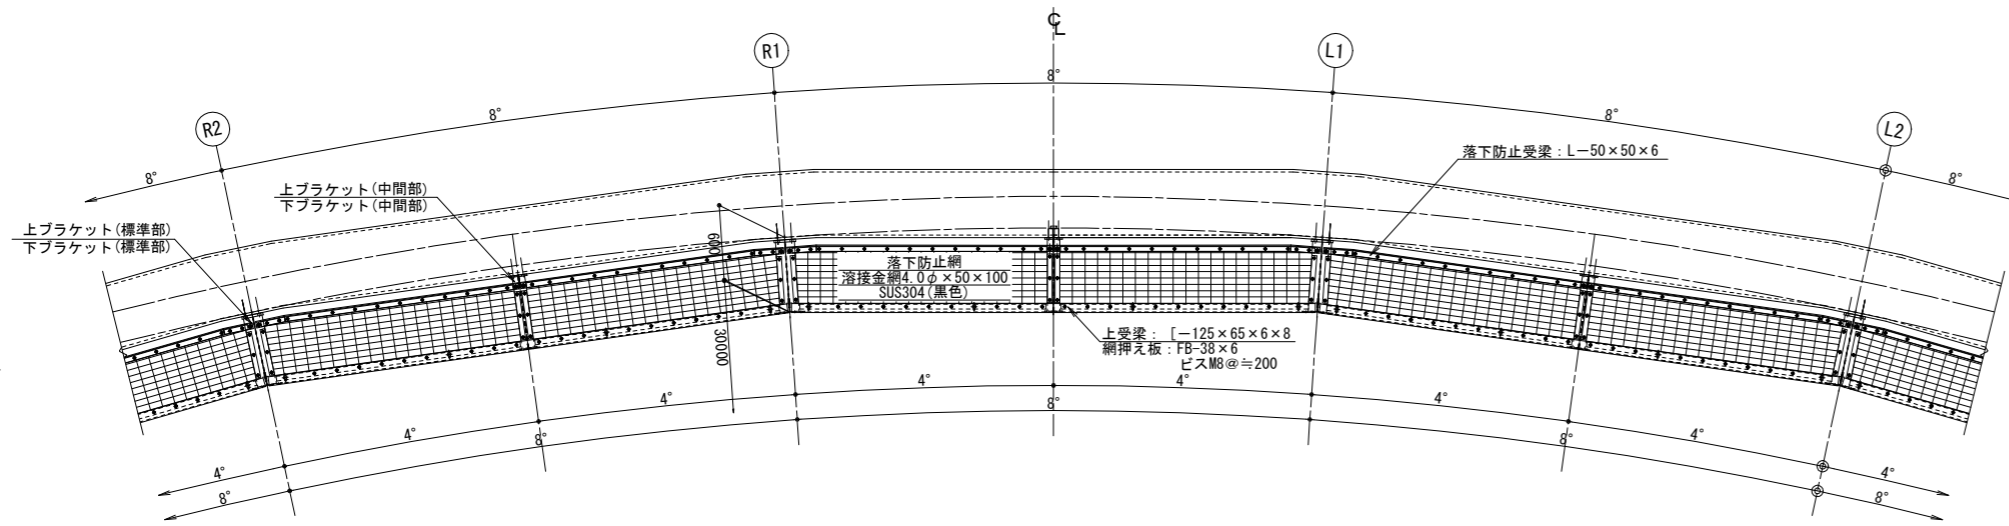 ℄
R1
L1
8°
R2
8°
8°
L2
8°
8°
落下防止受梁：L－50×50×6
上ブラケット(中間部)
下ブラケット(中間部)
上ブラケット(標準部)
下ブラケット(標準部)
600
落下防止網
溶接金網4.0φ×50×100
SUS304(黒色)
30000
上受梁：［－125×65×6×8
網押え板：FB-38×6
ビスM8@≒200
4°
4°
4°
4°
8°
4°
4°
8°
8°
4°
4°
8°
8°